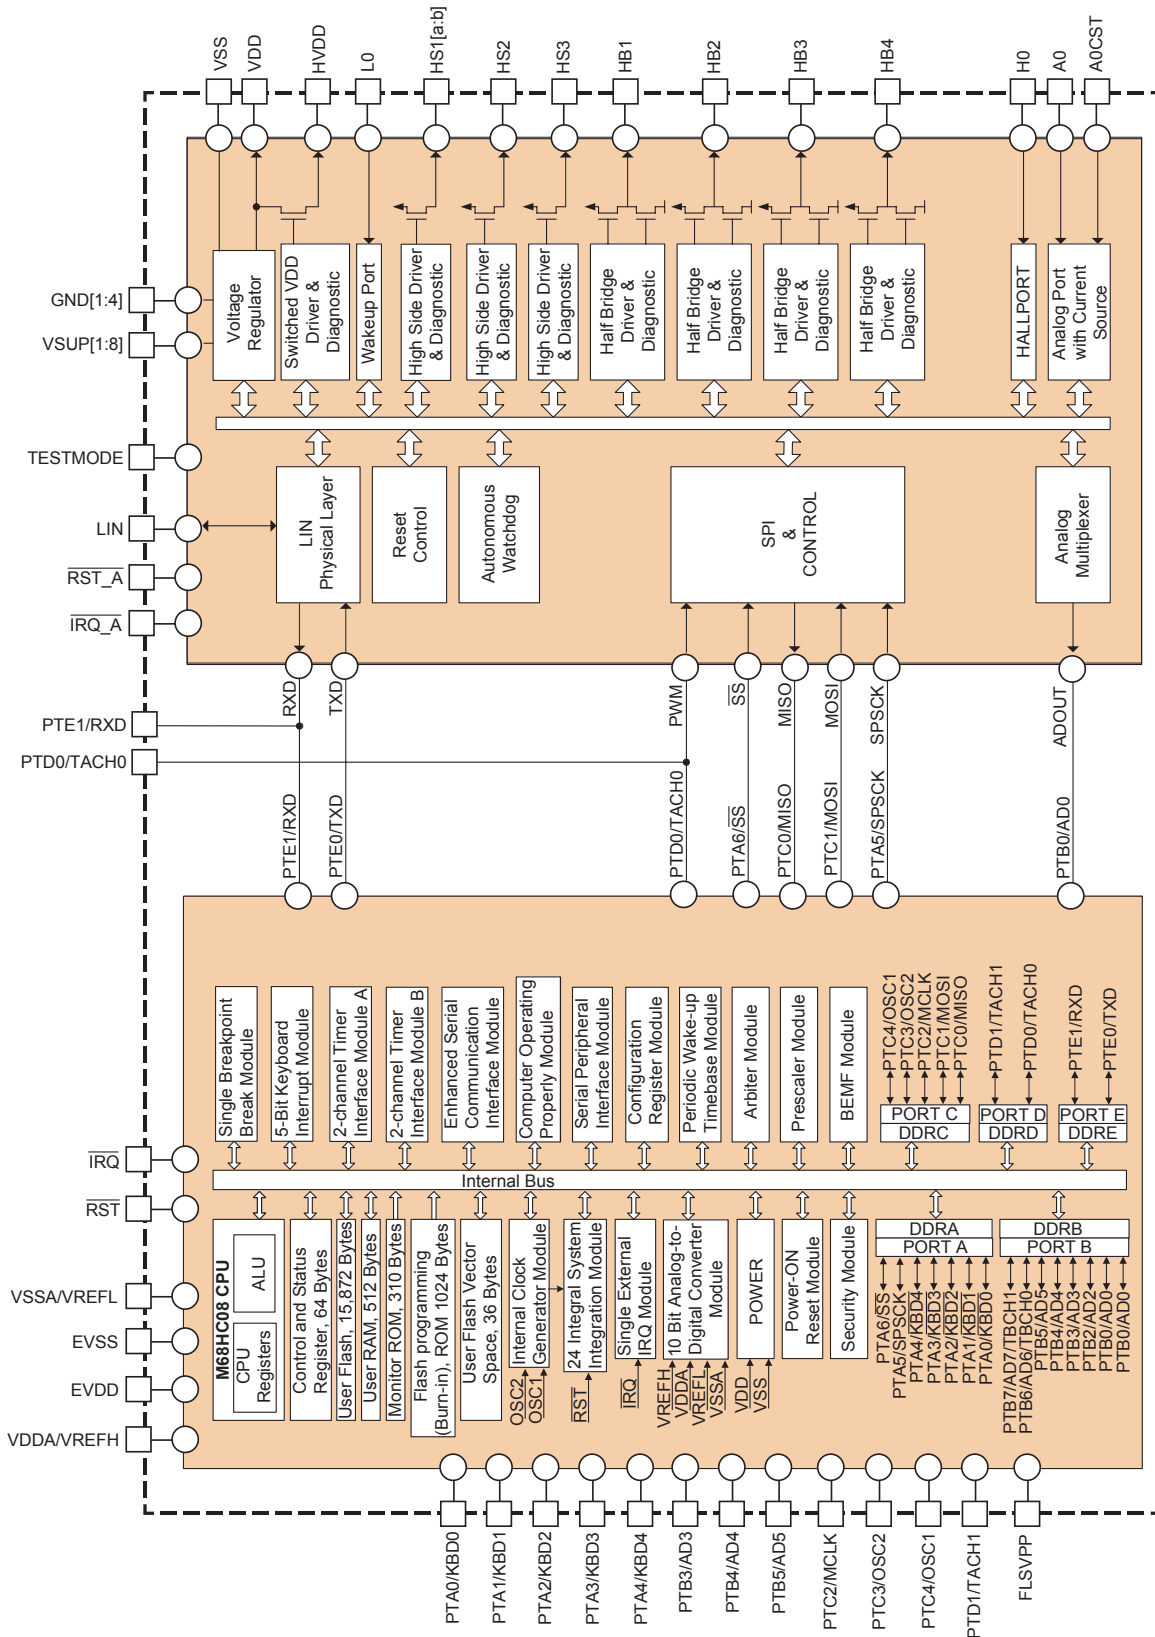 VSS
VDD
HVDD
L0
HS1[a:b]
HS2
HS3
HB1
HB2
HB3
HB4
H0
A0
A0CST
GND[1:4]
VSUP[1:8]
TESTMODE
LIN
RST_A
IRQ_A
PTE1/RXD
PTD0/TACH0
IRQ
RST
VSSA/VREFL
EVSS
EVDD
VDDA/VREFH
Voltage
Regulator
Switched VDD
Driver &
Diagnostic
Wakeup Port
High Side Driver
& Diagnostic
High Side Driver
& Diagnostic
High Side Driver
& Diagnostic
Half Bridge
Driver &
Diagnostic
Half Bridge
Driver &
Diagnostic
Half Bridge
Driver &
Diagnostic
Half Bridge
Driver &
Diagnostic
HALLPORT
Analog Port
with Current
Source
LIN
Physical Layer
Reset
Control
Autonomous
Watchdog
SPI
&
CONTROL
Analog
Multiplexer
RXD
TXD
PWM
SS
MISO
MOSI
SPSCK
ADOUT
PTE1/RXD
PTE0/TXD
PTD0/TACH0
PTA6/SS
PTC0/MISO
PTC1/MOSI
PTA5/SPSCK
PTB0/AD0
Single Breakpoint
Break Module
5-Bit Keyboard
Interrupt Module
2-channel Timer
Interface Module A
2-channel Timer
Interface Module B
Enhanced Serial
Communication
Interface Module
Computer Operating
Properly Module
Serial Peripheral
Interface Module
Configuration
Register Module
Periodic Wake-up
Timebase Module
Arbiter Module
Prescaler Module
BEMF Module
PTC4/OSC1
PTC3/OSC2
PTC2/MCLK
PTC1/MOSI
PTC0/MISO
PORT C
DDRC
PTD1/TACH1
PTD0/TACH0
PORT D
DDRD
PTE1/RXD
PTE0/TXD
PORT E
DDRE
Internal Bus
M68HC08 CPU
CPU
Registers
ALU
Control and Status
Register, 64 Bytes
User Flash, 15,872 Bytes
User RAM, 512 Bytes
Monitor ROM, 310 Bytes
Flash programming
(Burn-in), ROM 1024 Bytes
User Flash Vector
Space, 36 Bytes
Internal Clock
Generator Module
OSC2
OSC1
24 Integral System
Integration Module
RST
Single External
IRQ Module
IRQ
10 Bit Analog-to-
Digital Converter
Module
VREFH
VDDA
VREFL
VSSA
POWER
VDD
VSS
Power-ON
Reset Module
Security Module
DDRA
PORT A
PTA6/SS
PTA5/SPSCK
PTA4/KBD4
PTA3/KBD3
PTA2/KBD2
PTA1/KBD1
PTA0/KBD0
DDRB
PORT B
PTB7/AD7/TBCH1
PTB6/AD6/TBCH0
PTB5/AD5
PTB4/AD4
PTB3/AD3
PTB2/AD2
PTB0/AD0
PTB0/AD0
PTA0/KBD0
PTA1/KBD1
PTA2/KBD2
PTA3/KBD3
PTA4/KBD4
PTB3/AD3
PTB4/AD4
PTB5/AD5
PTC2/MCLK
PTC3/OSC2
PTC4/OSC1
PTD1/TACH1
FLSVPP